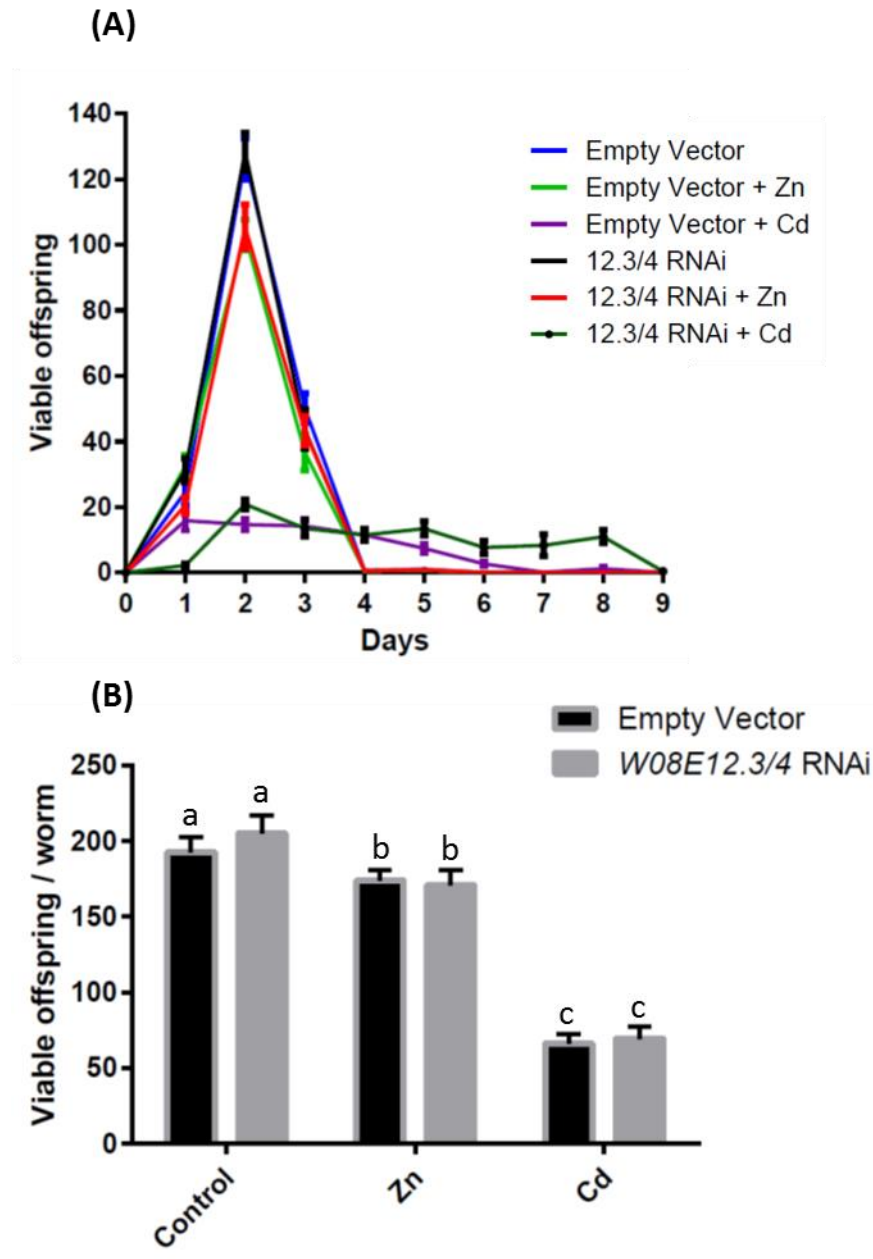 (A)
140
120
100
80
60
40
20
0
Viable offspring
0 1 2 3 4 5 6 7 8 9
Days
Empty Vector
Empty Vector + Zn
Empty Vector + Cd
12.3/4 RNAi
12.3/4 RNAi + Zn
12.3/4 RNAi + Cd
(B)
Empty Vector
W08E12.3/4 RNAi
250
200
150
100
50
0
Viable offspring / worm
a a
b b
c c
Control Zn Cd